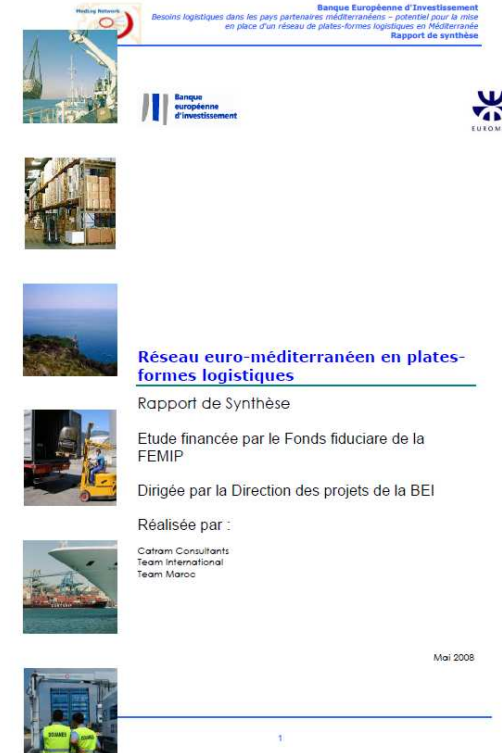 Banque Européenne d'Investissement
Besoins logistiques dans les pays partenaires méditerranéens – potentiel pour la mise
en place d'un réseau de plates-formes logistiques en Méditerranée
Rapport de synthèse
Banque
européenne
d'investissement
EUROM
Réseau euro-méditerranéen en plates-
formes logistiques
Rapport de Synthèse
Etude financée par le Fonds fiduciare de la
FEMIP
Dirigée par la Direction des projets de la BEI
Réalisée par :
Catram Consultants
Team International
Team Maroc
Mai 2008
DOUANES
1